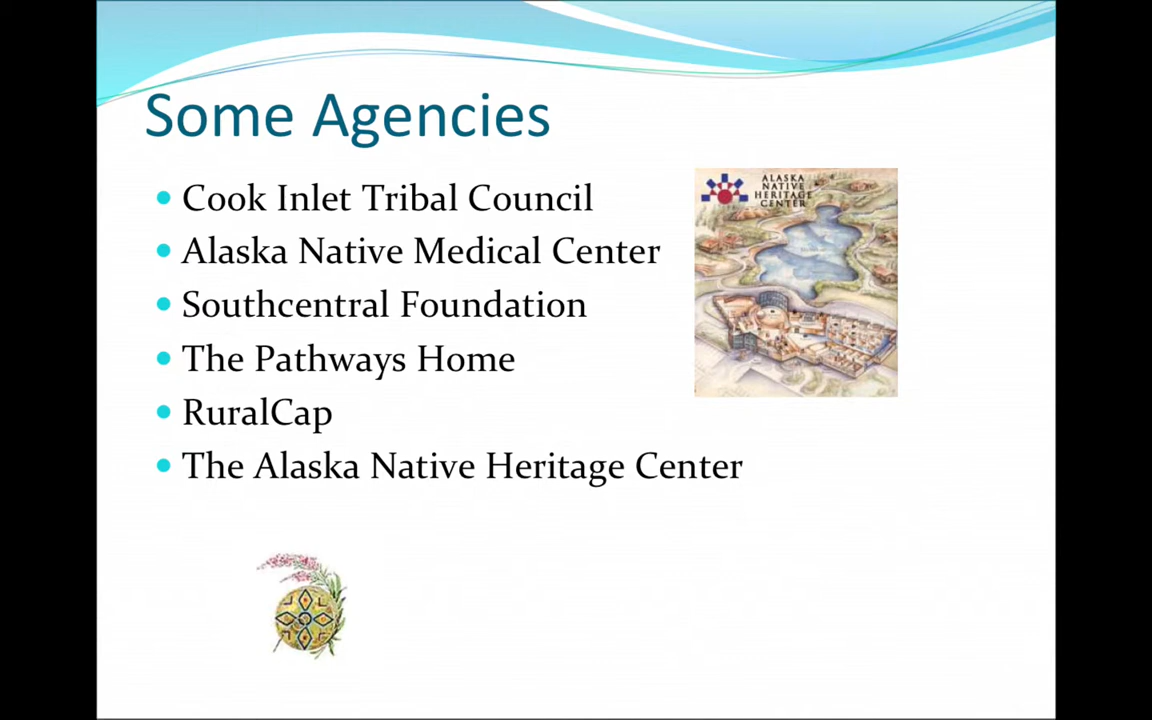 Some Agencies
Cook Inlet Tribal Council
Alaska Native Medical Center
Southcentral Foundation
The Pathways Home
RuralCap
The Alaska Native Heritage Center
ALASKA
NATIVE
HERITAGE
CENTER